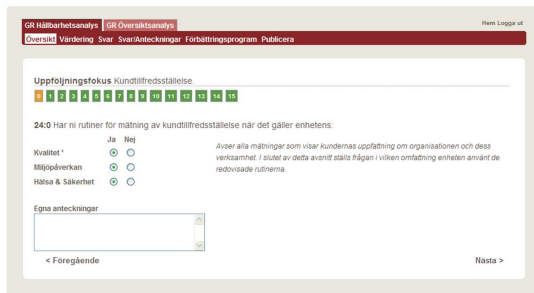 GR Hållbarhetsanalys GR Översiktsanalys Hem Logga ut
Översikt Värdering Svar Svar/Anteckningar Förbättringsprogram Publicera
Uppföljningsfokus Kundtillfredsställelse.
0 1 2 3 4 5 6 7 8 9 10 11 12 13 14 15
24:0 Har ni rutiner för mätning av kundtillfredsställelse när det gäller enhetens:
Ja Nej
Kvalitet *
Miljöpåverkan
Hälsa & Säkerhet
Avser alla mätningar som visar kundernas uppfattning om organisationen och dess
verksamhet. I slutet av detta avsnitt ställs frågan i vilken omfattning enheten använt de
redovisade rutinerna.
Egna anteckningar
< Föregående Nästa >